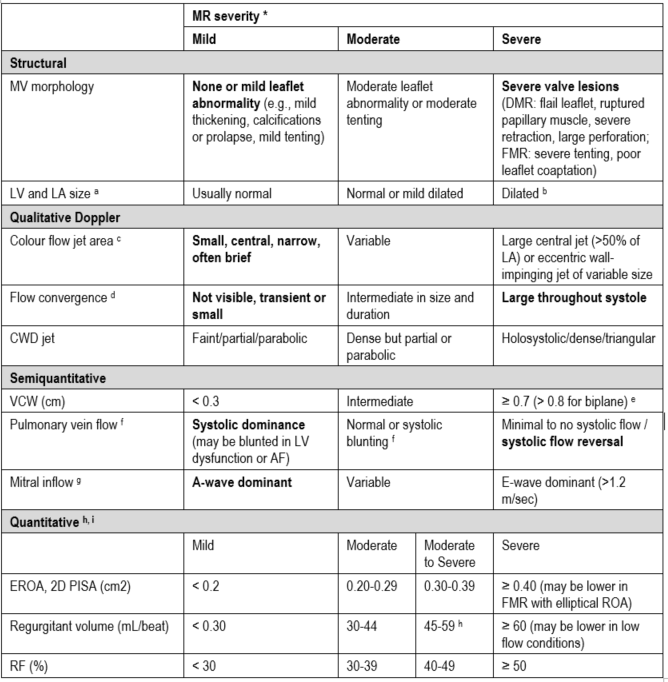 MR severity *
Mild Moderate Severe
Structural
MV morphology None or mild leaflet Moderate leaflet Severe valve lesions
abnormality (e.g., mild abnormality or moderate (DMR: flail leaflet, ruptured
thickening, calcifications tenting papillary muscle, severe
or prolapse, mild tenting) retraction, large perforation;
FMR: severe tenting, poor
leaflet coaptation)
LV and LA size a Usually normal Normal or mild dilated Dilated b
Qualitative Doppler
Colour flow jet area c Small, central, narrow, Variable Large central jet (>50% of
often brief LA) or eccentric wall-
impinging jet of variable size
Flow convergence d Not visible, transient or Intermediate in size and Large throughout systole
small duration
CWD jet Faint/partial/parabolic Dense but partial or Holosystolic/dense/triangular
parabolic
Semiquantitative
VCW (cm) < 0.3 Intermediate ≥ 0.7 (> 0.8 for biplane) e
Pulmonary vein flow f Systolic dominance Normal or systolic Minimal to no systolic flow /
(may be blunted in LV blunting f systolic flow reversal
dysfunction or AF)
Mitral inflow g A-wave dominant Variable E-wave dominant (>1.2
m/sec)
Quantitative h, i
Mild Moderate Moderate Severe
to Severe
EROA, 2D PISA (cm2) < 0.2 0.20-0.29 0.30-0.39 ≥ 0.40 (may be lower in
FMR with elliptical ROA)
Regurgitant volume (mL/beat) < 0.30 30-44 45-59 h ≥ 60 (may be lower in low
flow conditions)
RF (%) < 30 30-39 40-49 ≥ 50